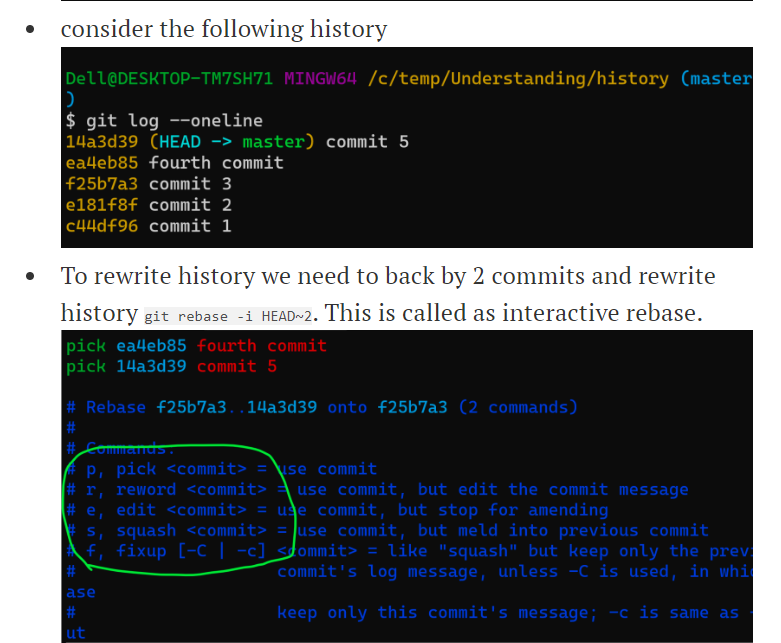 consider the following history
Dell@DESKTOP-TM7SH71 MINGW64 /c/temp/Understanding/history (master
)
$ git log --oneline
14a3d39 (HEAD -> master) commit 5
ea4eb85 fourth commit
f25b7a3 commit 3
e181f8f commit 2
c44df96 commit 1
To rewrite history we need to back by 2 commits and rewrite
history git rebase -i HEAD~2. This is called as interactive rebase.
pick ea4eb85 fourth commit
pick 14a3d39 commit 5
# Rebase f25b7a3..14a3d39 onto f25b7a3 (2 commands)
#
# Commands:
# p, pick <commit> = use commit
# r, reword <commit> = use commit, but edit the commit message
# e, edit <commit> = use commit, but stop for amending
# s, squash <commit> = use commit, but meld into previous commit
# f, fixup [-C | -c] <commit> = like "squash" but keep only the prev
# commit's log message, unless -C is used, in whic
ase
# keep only this commit's message; -c is same as -
ut